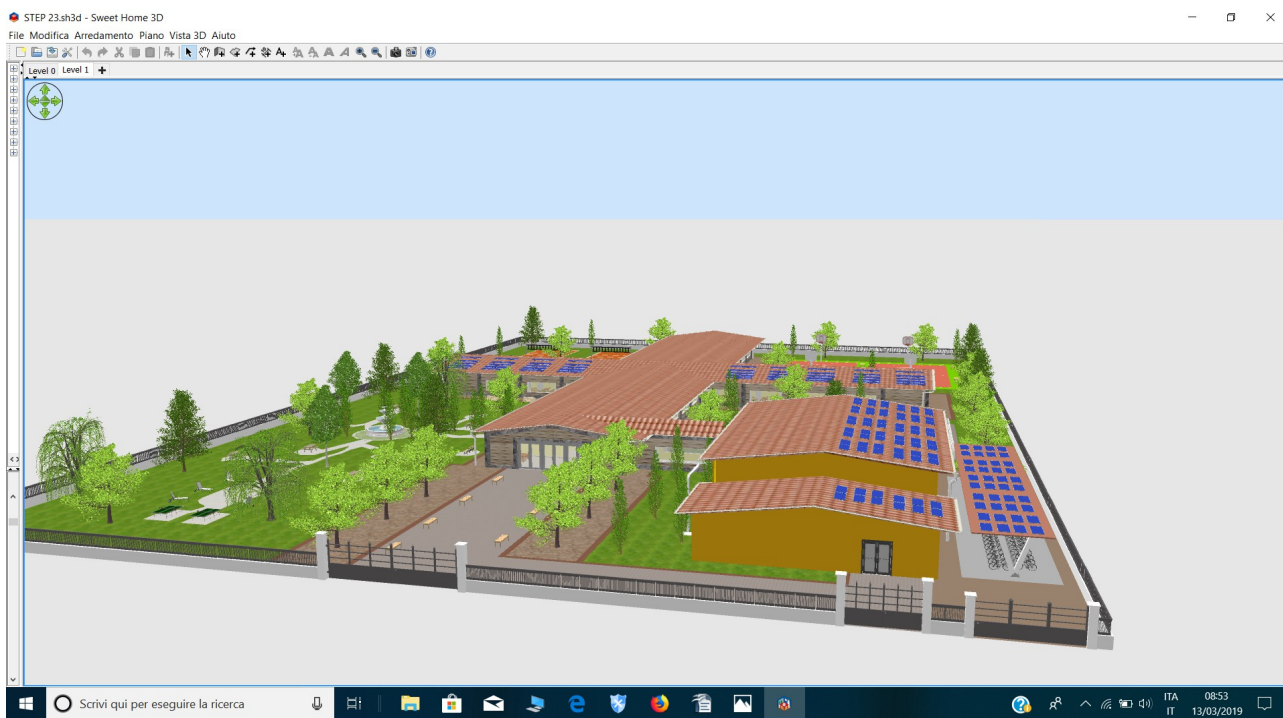 STEP 23.sh3d - Sweet Home 3D
File Modifica Arredamento Piano Vista 3D Aiuto
Level 0 Level 1
Scrivi qui per eseguire la ricerca
ITA 08:53
IT 13/03/2019